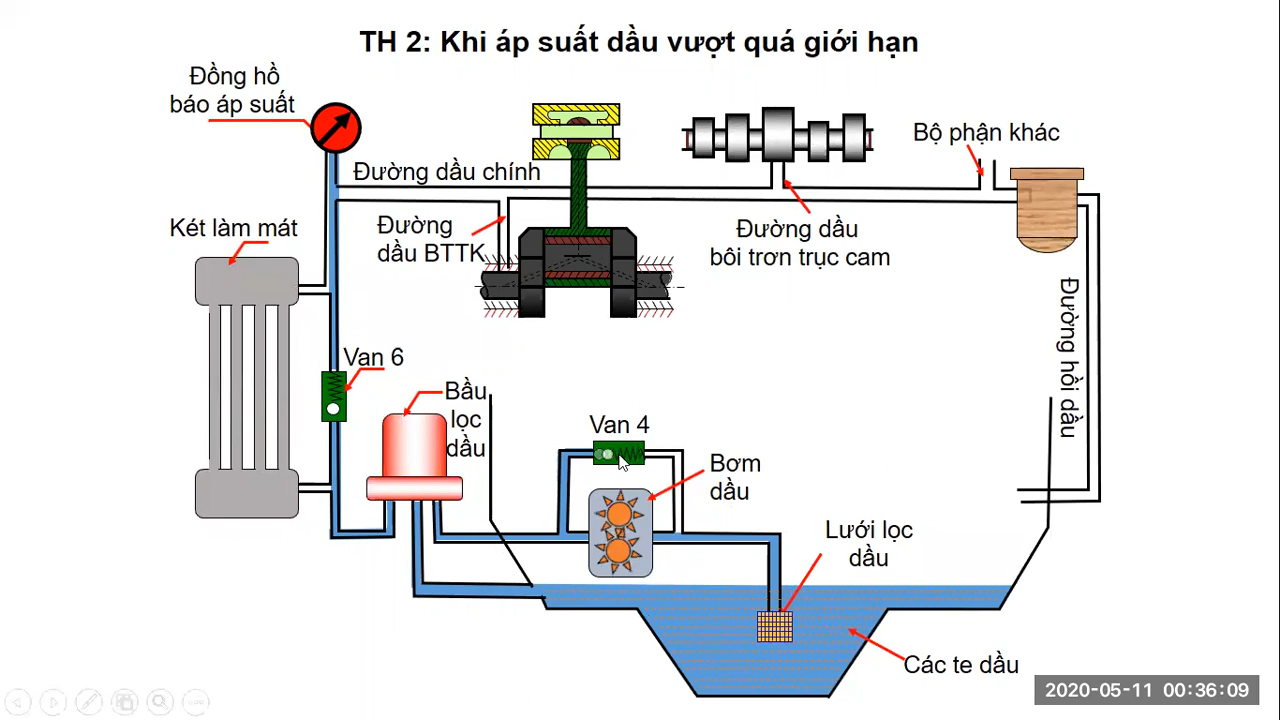 TH 2: Khi áp suất dầu vượt quá giới hạn
Đồng hồ
báo áp suất
Bộ phận khác
Đường dầu chính
Két làm mát
Đường
dầu BTTK
Đường dầu
bôi trơn trục cam
Đường hồi dầu
Van 6
Bầu
lọc
dầu
Van 4
Bơm
dầu
Lưới lọc
dầu
Các te dầu
2020-05-11 00:36:09